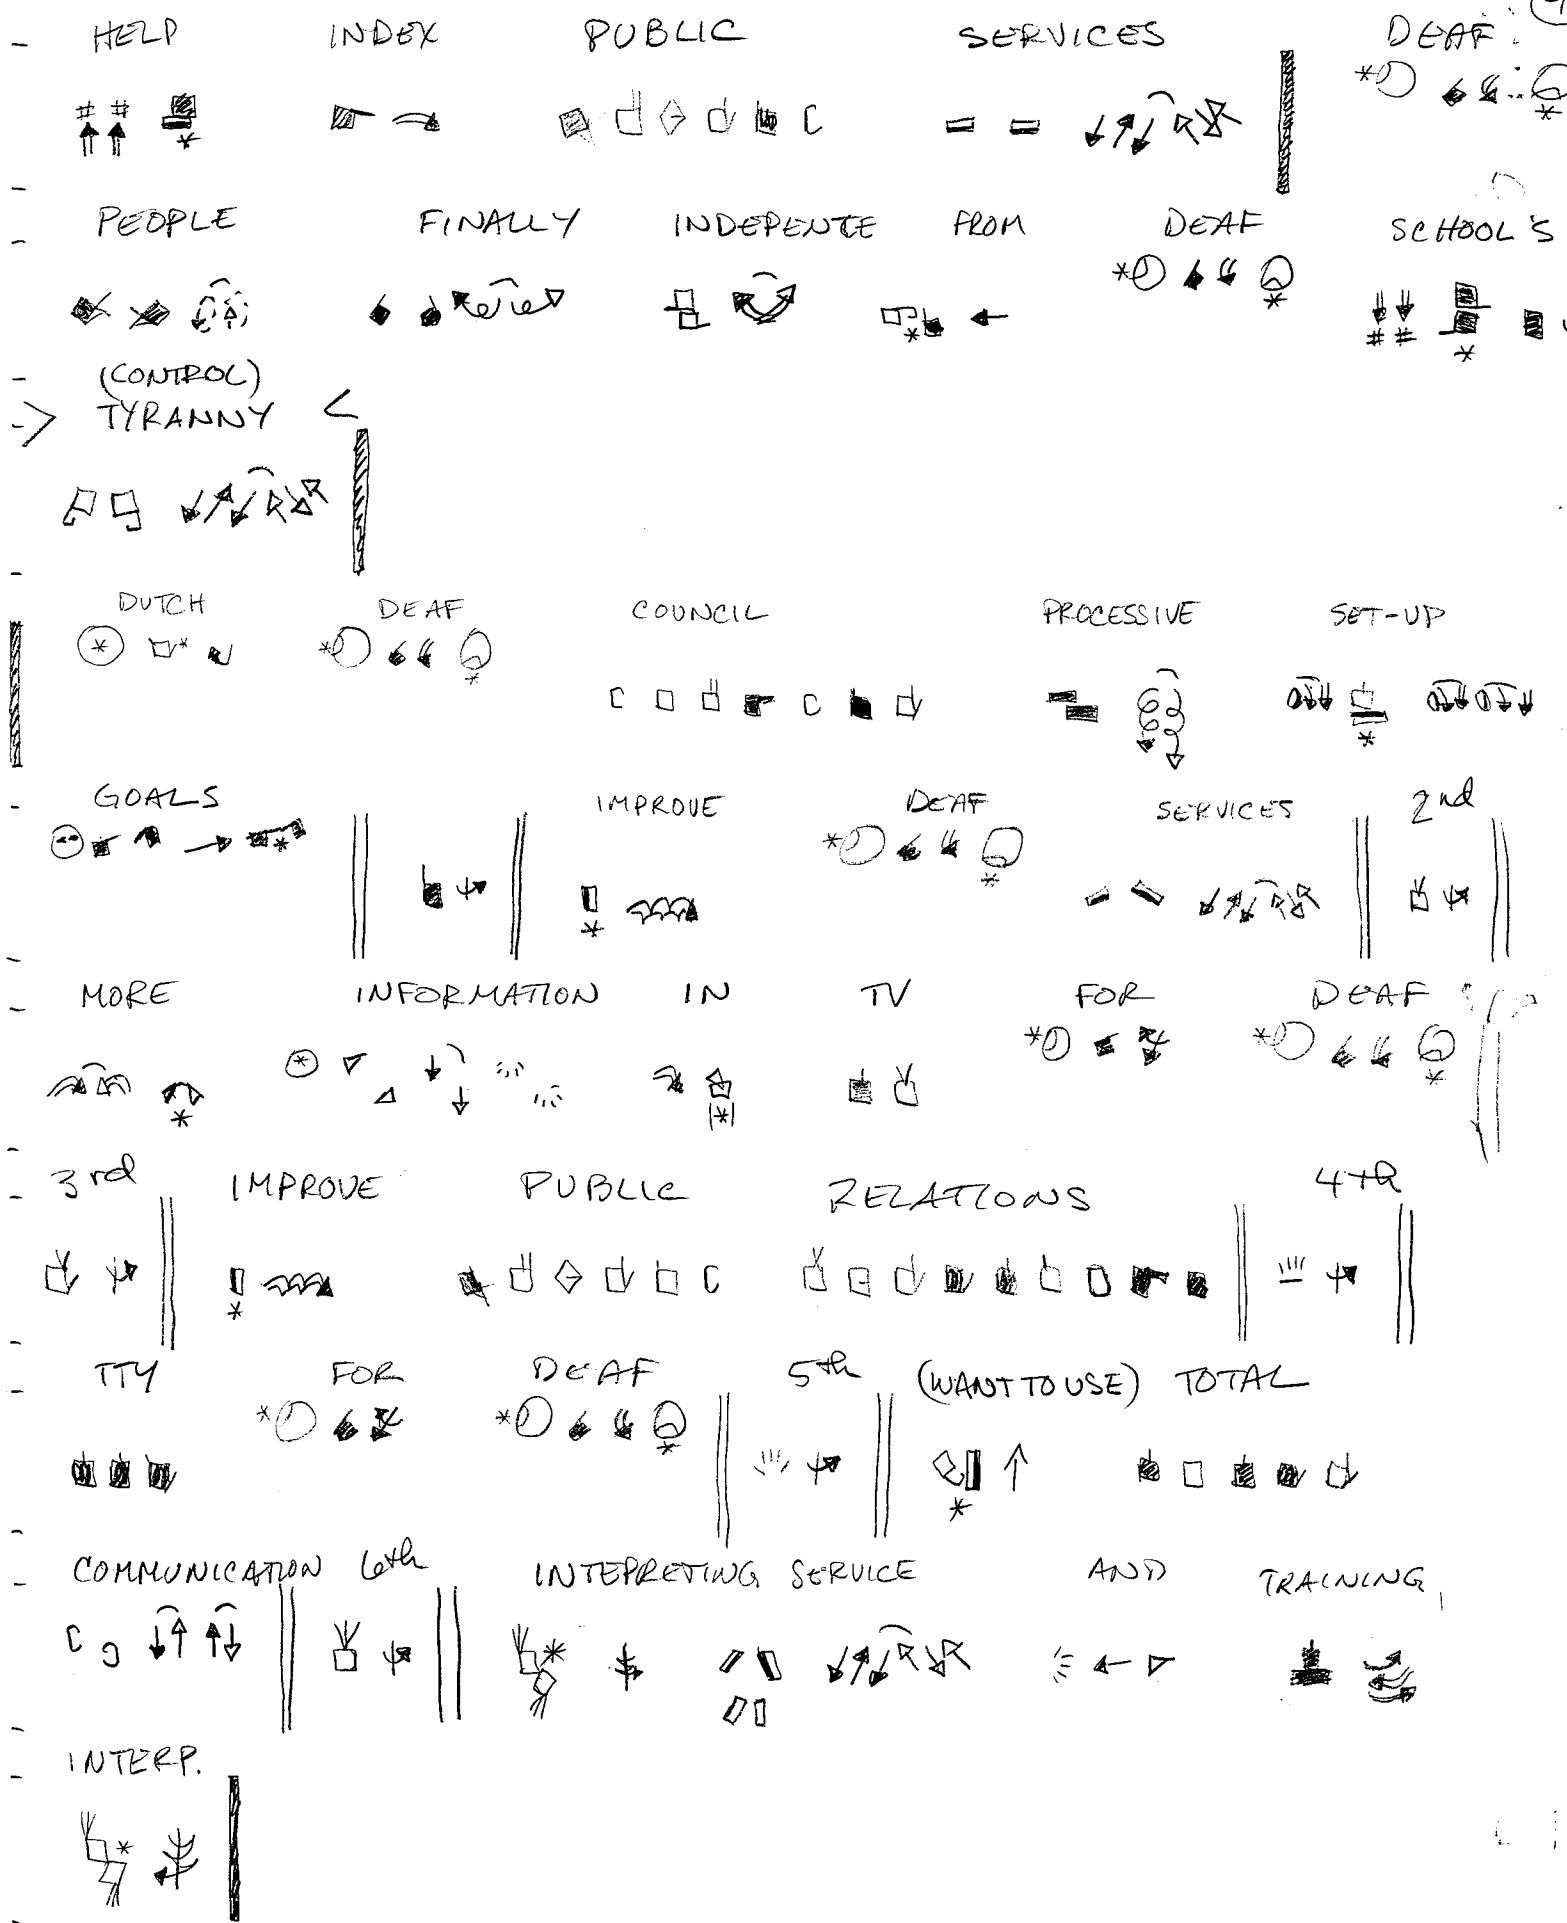 HELP INDEX PUBLIC SERVICES DEAF
PEOPLE FINALLY INDEPENTE FROM DEAF SCHOOL'S
(CONTROL)
> TYRANNY <
DUTCH DEAF COUNCIL PROCESSIVE SET-UP
GOALS IMPROVE DEAF SERVICES 2nd
MORE INFORMATION IN TV FOR DEAF
3rd IMPROVE PUBLIC RELATIONS 4th
TTY FOR DEAF 5th (WANT TO USE) TOTAL
COMMUNICATION 6th INTEPRETING SERVICE AND TRAINING
INTERP.